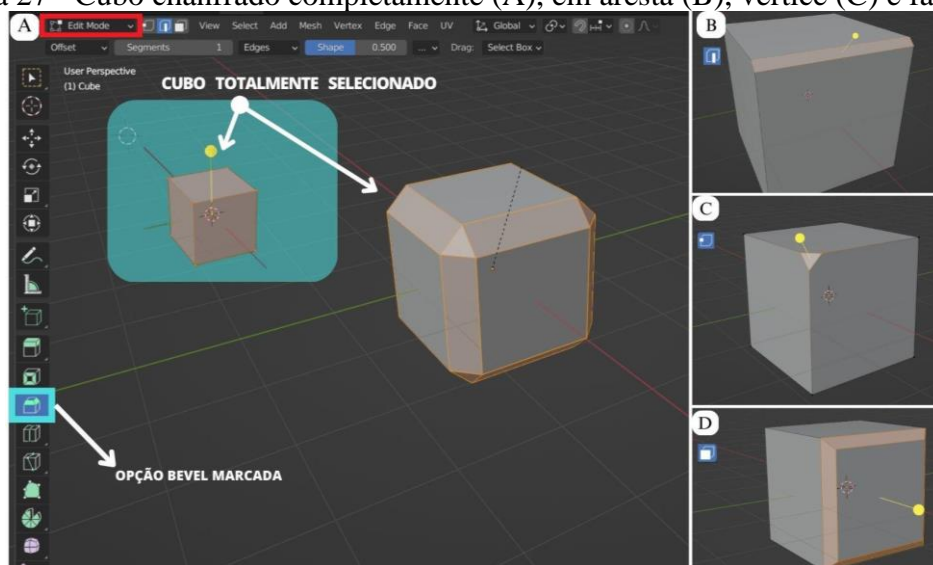 27 - Cubo chanfrado completamente (A), em aresta (B), vértice (C) e fa
A
Edit Mode View Select Add Mesh Vertex Edge Face UV Global
Offset Segments 1 Edges Shape 0.500 ... Drag: Select Box
User Perspective
(1) Cube
CUBO TOTALMENTE SELECIONADO
OPÇÃO BEVEL MARCADA
B
C
D